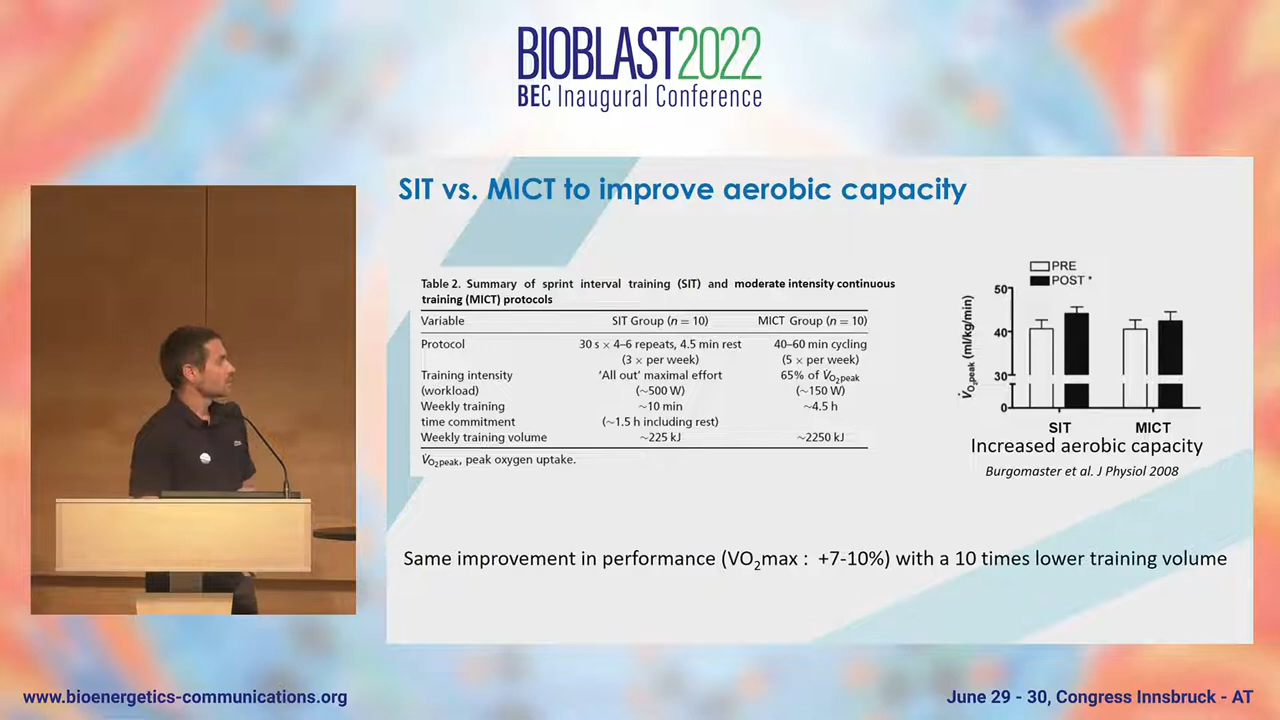 BIOBLAST2022
BEC Inaugural Conference
SIT vs. MICT to improve aerobic capacity
Table 2. Summary of sprint interval training (SIT) and moderate intensity continuous
training (MICT) protocols
Variable SIT Group (n = 10) MICT Group (n = 10)
Protocol 30 s × 4–6 repeats, 4.5 min rest 40–60 min cycling
(3 × per week) (5 × per week)
Training intensity ‘All out’ maximal effort 65% of V̇O2peak
(workload) (~500 W) (~150 W)
Weekly training ~10 min ~4.5 h
time commitment (~1.5 h including rest)
Weekly training volume ~225 kJ ~2250 kJ
V̇O2peak, peak oxygen uptake.
PRE
POST *
V̇O2peak (ml/kg/min)
50
40
30
0
SIT MICT
Increased aerobic capacity
Burgomaster et al. J Physiol 2008
Same improvement in performance (VO2max : +7-10%) with a 10 times lower training volume
www.bioenergetics-communications.org
June 29 - 30, Congress Innsbruck - AT